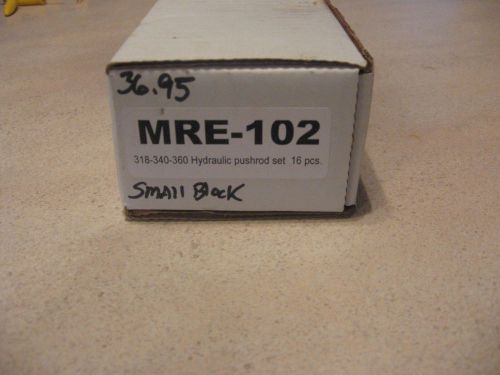 36.95
MRE-102
318-340-360 Hydraulic pushrod set 16 pcs.
Small Block